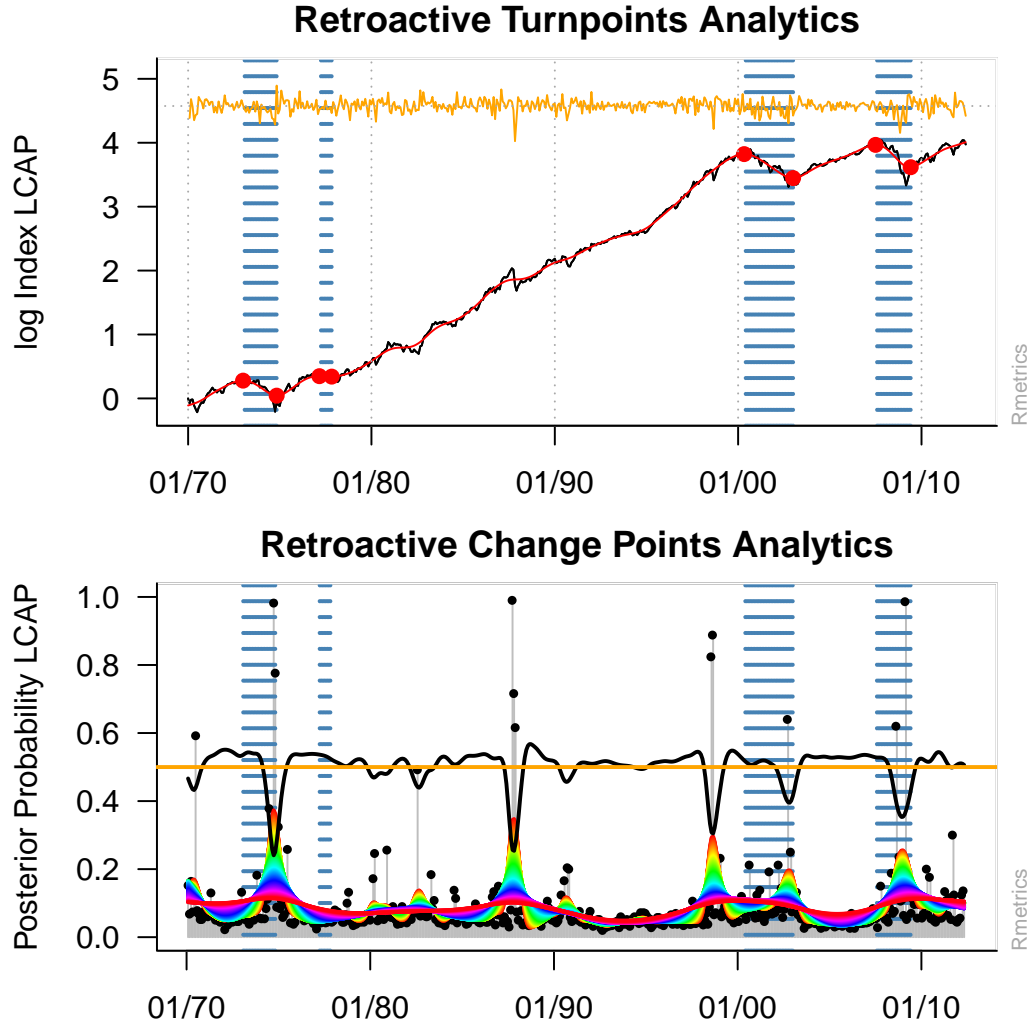 Retroactive Turnpoints Analytics
log Index LCAP
5
4
3
2
1
0
01/70 01/80 01/90 01/00 01/10
Rmetrics
Retroactive Change Points Analytics
Posterior Probability LCAP
1.0
0.8
0.6
0.4
0.2
0.0
01/70 01/80 01/90 01/00 01/10
Rmetrics